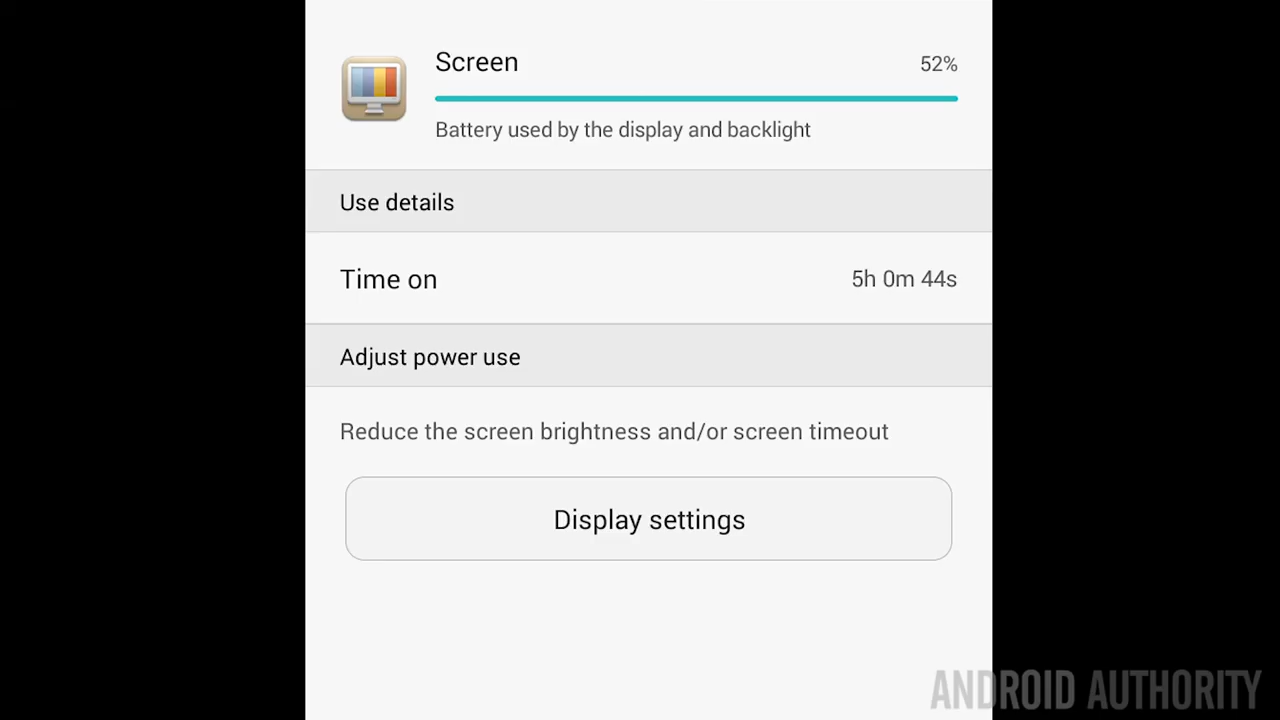 Screen
52%
Battery used by the display and backlight
Use details
Time on
5h 0m 44s
Adjust power use
Reduce the screen brightness and/or screen timeout
Display settings
ANDROID AUTHORITY